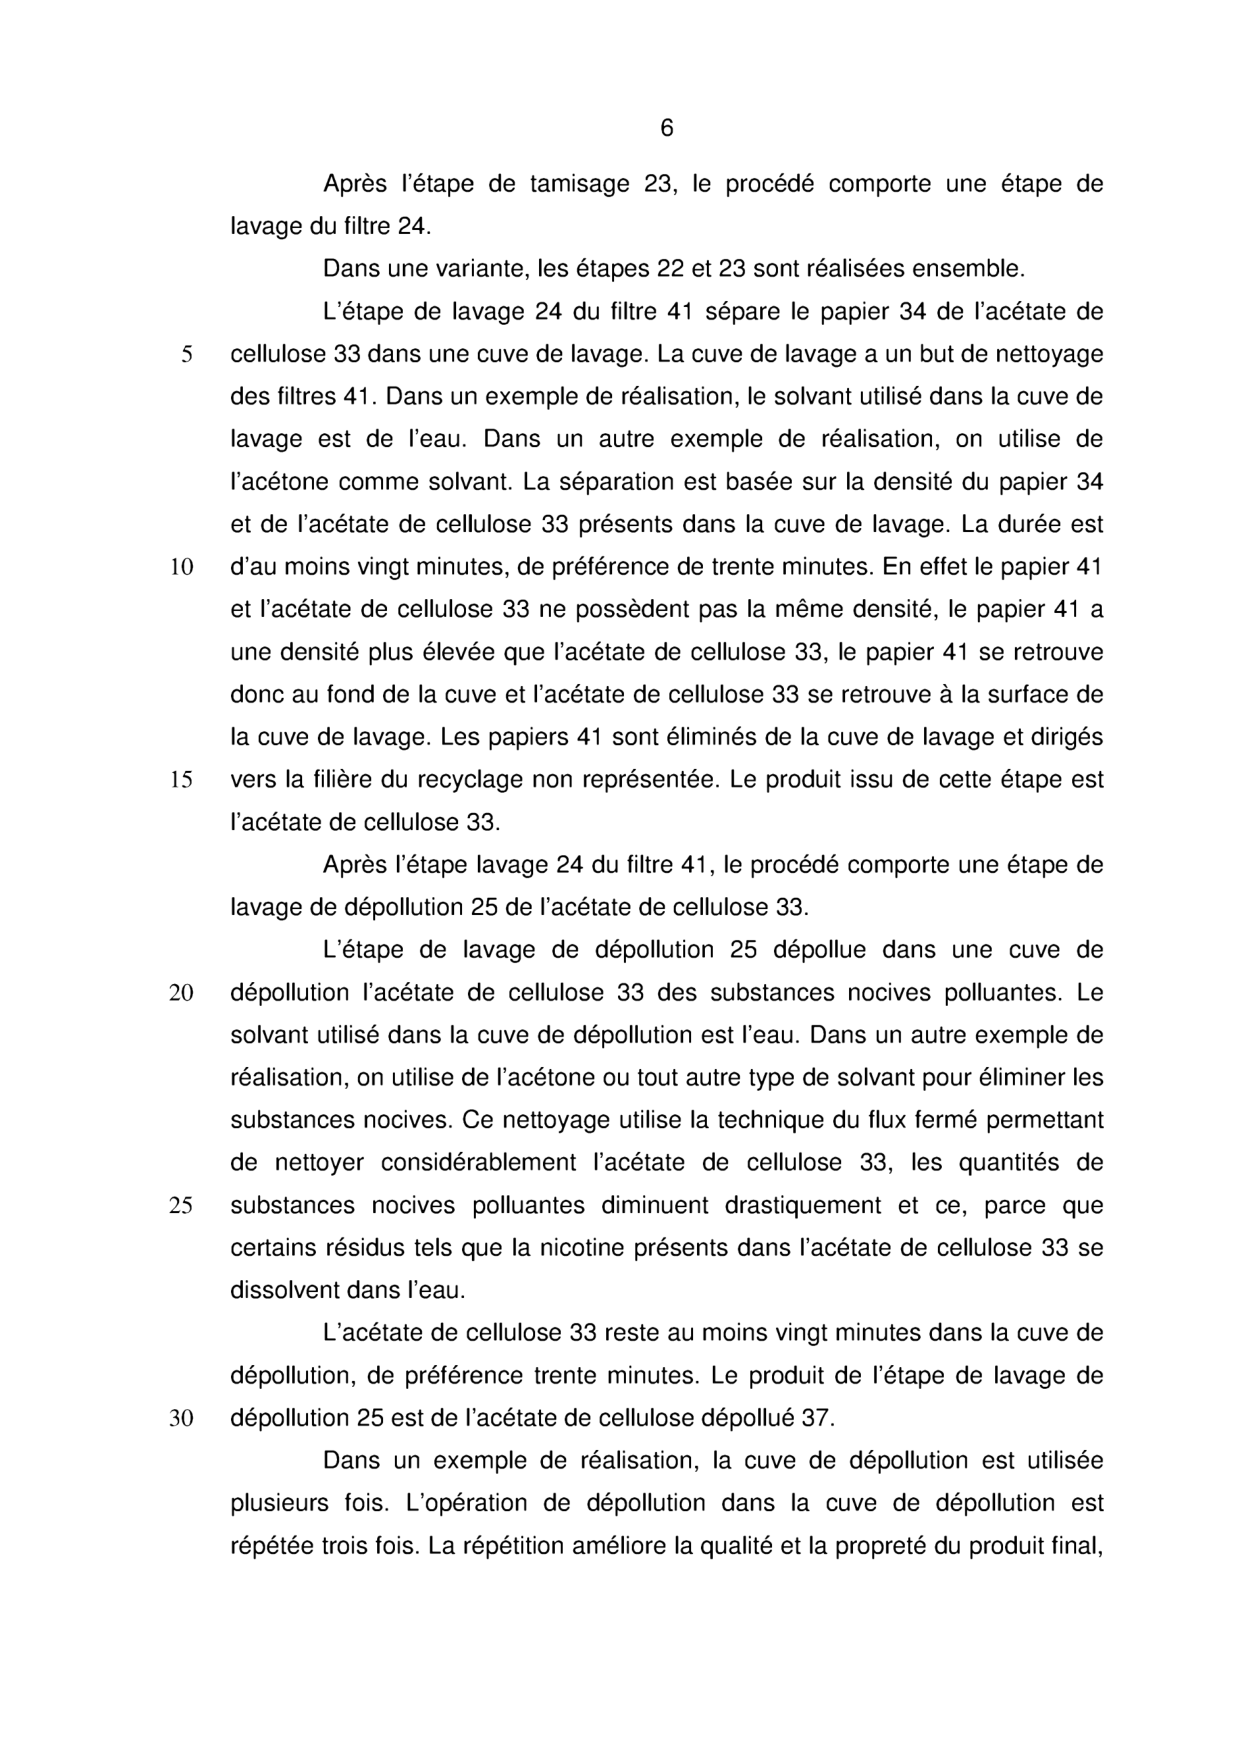 6
Après l'étape de tamisage 23, le procédé comporte une étape de
lavage du filtre 24.
Dans une variante, les étapes 22 et 23 sont réalisées ensemble.
L'étape de lavage 24 du filtre 41 sépare le papier 34 de l'acétate de
5 cellulose 33 dans une cuve de lavage. La cuve de lavage a un but de nettoyage
des filtres 41. Dans un exemple de réalisation, le solvant utilisé dans la cuve de
lavage est de l'eau. Dans un autre exemple de réalisation, on utilise de
l'acétone comme solvant. La séparation est basée sur la densité du papier 34
et de l'acétate de cellulose 33 présents dans la cuve de lavage. La durée est
10 d'au moins vingt minutes, de préférence de trente minutes. En effet le papier 41
et l'acétate de cellulose 33 ne possèdent pas la même densité, le papier 41 a
une densité plus élevée que l'acétate de cellulose 33, le papier 41 se retrouve
donc au fond de la cuve et l'acétate de cellulose 33 se retrouve à la surface de
la cuve de lavage. Les papiers 41 sont éliminés de la cuve de lavage et dirigés
15 vers la filière du recyclage non représentée. Le produit issu de cette étape est
l'acétate de cellulose 33.
Après l'étape lavage 24 du filtre 41, le procédé comporte une étape de
lavage de dépollution 25 de l'acétate de cellulose 33.
L'étape de lavage de dépollution 25 dépollue dans une cuve de
20 dépollution l'acétate de cellulose 33 des substances nocives polluantes. Le
solvant utilisé dans la cuve de dépollution est l'eau. Dans un autre exemple de
réalisation, on utilise de l'acétone ou tout autre type de solvant pour éliminer les
substances nocives. Ce nettoyage utilise la technique du flux fermé permettant
de nettoyer considérablement l'acétate de cellulose 33, les quantités de
25 substances nocives polluantes diminuent drastiquement et ce, parce que
certains résidus tels que la nicotine présents dans l'acétate de cellulose 33 se
dissolvent dans l'eau.
L'acétate de cellulose 33 reste au moins vingt minutes dans la cuve de
dépollution, de préférence trente minutes. Le produit de l'étape de lavage de
30 dépollution 25 est de l'acétate de cellulose dépollué 37.
Dans un exemple de réalisation, la cuve de dépollution est utilisée
plusieurs fois. L'opération de dépollution dans la cuve de dépollution est
répétée trois fois. La répétition améliore la qualité et la propreté du produit final,